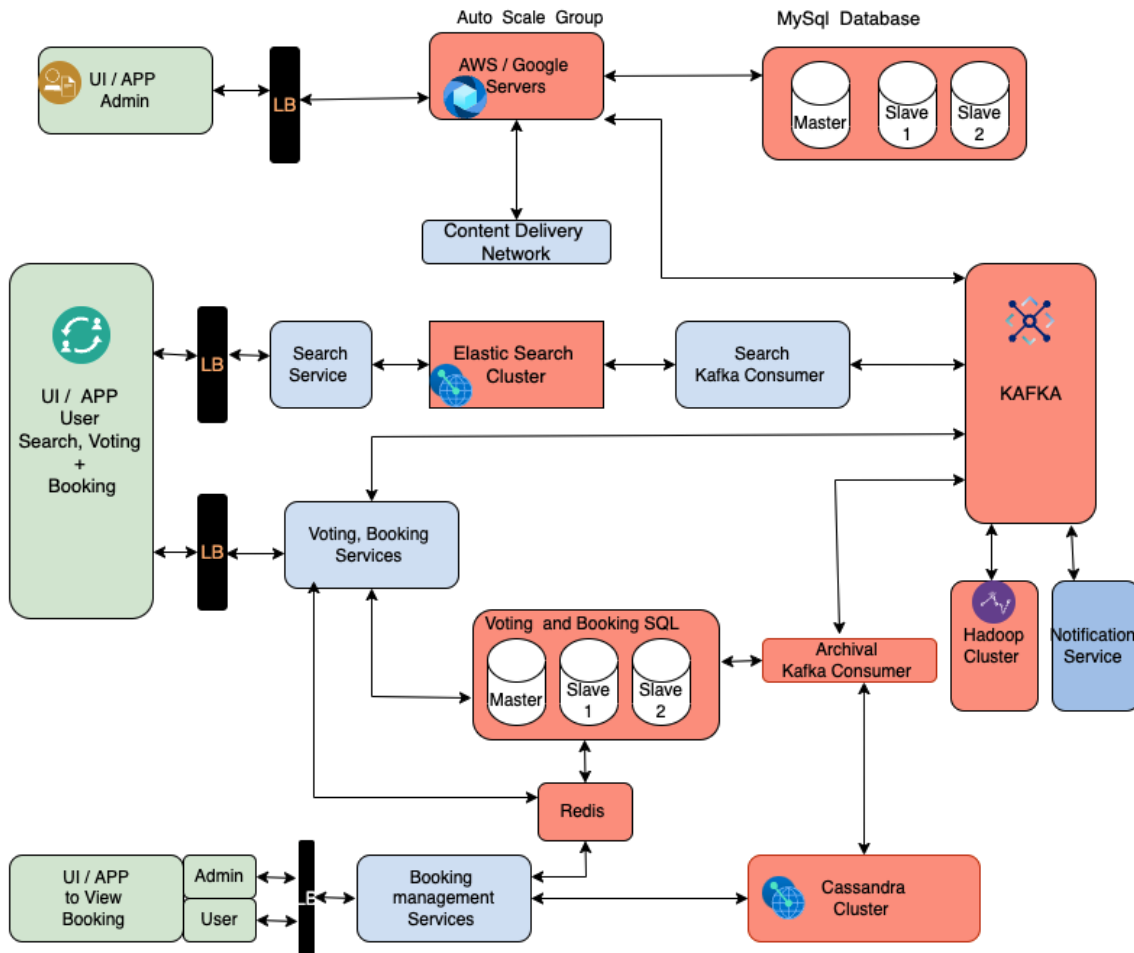 Auto Scale Group
MySql Database
UI / APP
Admin
LB
AWS / Google
Servers
Master
Slave
1
Slave
2
Content Delivery
Network
UI / APP
User
Search, Voting
+
Booking
LB
Search
Service
Elastic Search
Cluster
Search
Kafka Consumer
KAFKA
LB
Voting, Booking
Services
Voting and Booking SQL
Master
Slave
1
Slave
2
Archival
Kafka Consumer
Hadoop
Cluster
Notification
Service
Redis
UI / APP
to View
Booking
Admin
User
LB
Booking
management
Services
Cassandra
Cluster